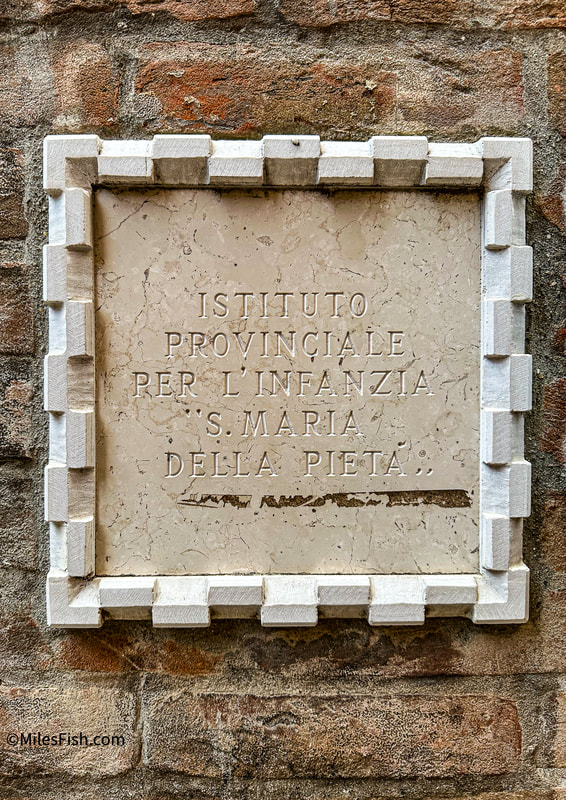 ISTITUTO
PROVINCIALE
PER L'INFANZIA
"S. MARIA
DELLA PIETÀ"
©MilesFish.com